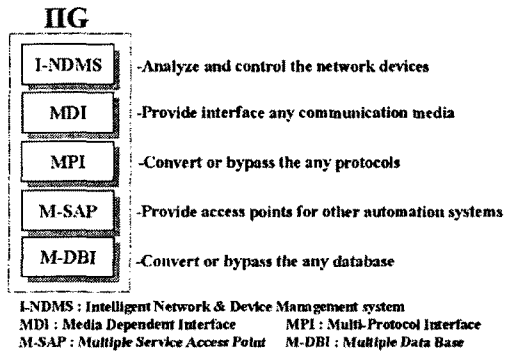 IIG
I-NDMS -Analyze and control the network devices
MDI -Provide interface any communication media
MPI -Convert or bypass the any protocols
M-SAP -Provide access points for other automation systems
M-DBI -Convert or bypass the any database
I-NDMS : Intelligent Network & Device Management system
MDI : Media Dependent Interface MPI : Multi-Protocol Interface
M-SAP : Multiple Service Access Point M-DBI : Multiple Data Base